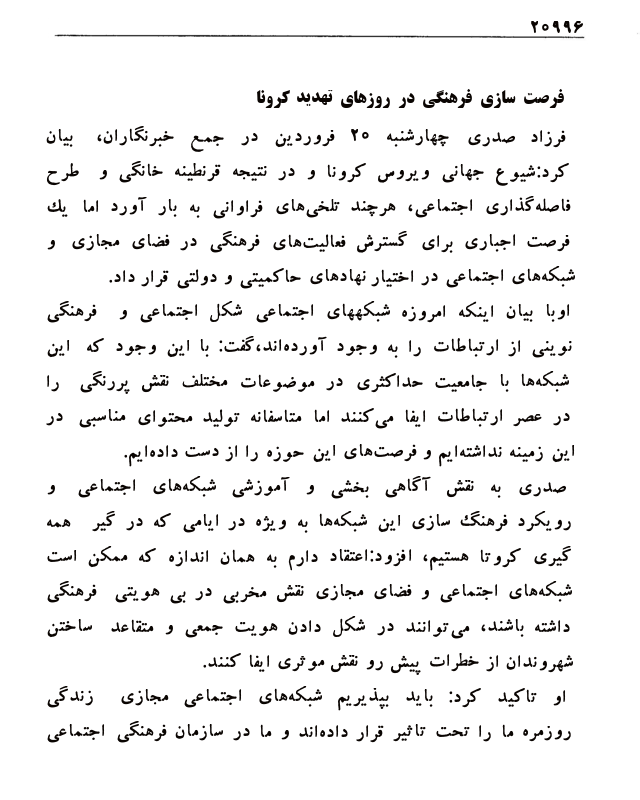 ۲۰۹۹۶
فرصت سازی فرهنگی در روزهای تهدید کرونا
فرزاد صدری چهارشنبه ۲۰ فروردین در جمع خبرنگاران، بیان
کرد:شیوع جهانی ویروس کرونا و در نتیجه قرنطینه خانگی و طرح
فاصله‌گذاری اجتماعی، هرچند تلخی‌های فراوانی به بار آورد اما یك
فرصت اجباری برای گسترش فعالیت‌های فرهنگی در فضای مجازی و
شبکه‌های اجتماعی در اختیار نهادهای حاکمیتی و دولتی قرار داد.
اوبا بیان اینکه امروزه شبکههای اجتماعی شکل اجتماعی و فرهنگی
نوینی از ارتباطات را به وجود آورده‌اند،گفت: با این وجود که این
شبکه‌ها با جامعیت حداکثری در موضوعات مختلف نقش پررنگی را
در عصر ارتباطات ایفا می‌کنند اما متاسفانه تولید محتوای مناسبی در
این زمینه نداشته‌ایم و فرصت‌های این حوزه را از دست داده‌ایم.
صدری به نقش آگاهی بخشی و آموزشی شبکه‌های اجتماعی و
رویکرد فرهنگ سازی این شبکه‌ها به ویژه در ایامی که در گیر همه
گیری کروتا هستیم، افزود:اعتقاد دارم به همان اندازه که ممکن است
شبکه‌های اجتماعی و فضای مجازی نقش مخربی در بی هویتی فرهنگی
داشته باشند، می‌توانند در شکل دادن هویت جمعی و متقاعد ساختن
شهروندان از خطرات پیش رو نقش موثری ایفا کنند.
او تاکید کرد: باید بپذیریم شبکه‌های اجتماعی مجازی زندگی
روزمره ما را تحت تاثیر قرار داده‌اند و ما در سازمان فرهنگی اجتماعی